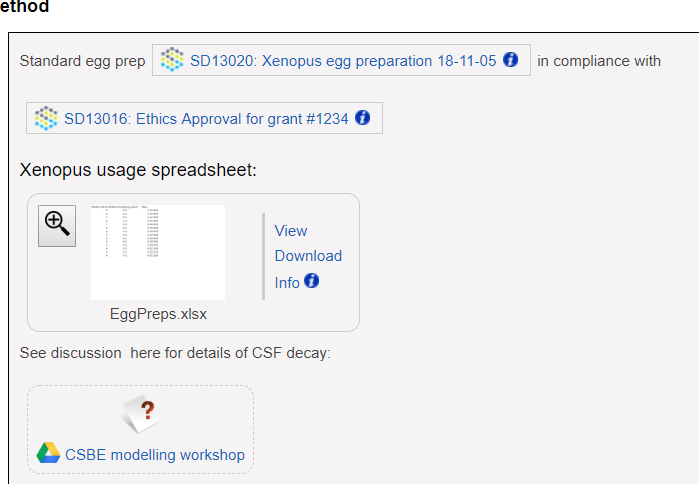 ethod
Standard egg prep SD13020: Xenopus egg preparation 18-11-05 in compliance with
SD13016: Ethics Approval for grant #1234
Xenopus usage spreadsheet:
View
Download
Info
EggPreps.xlsx
See discussion here for details of CSF decay:
?
CSBE modelling workshop